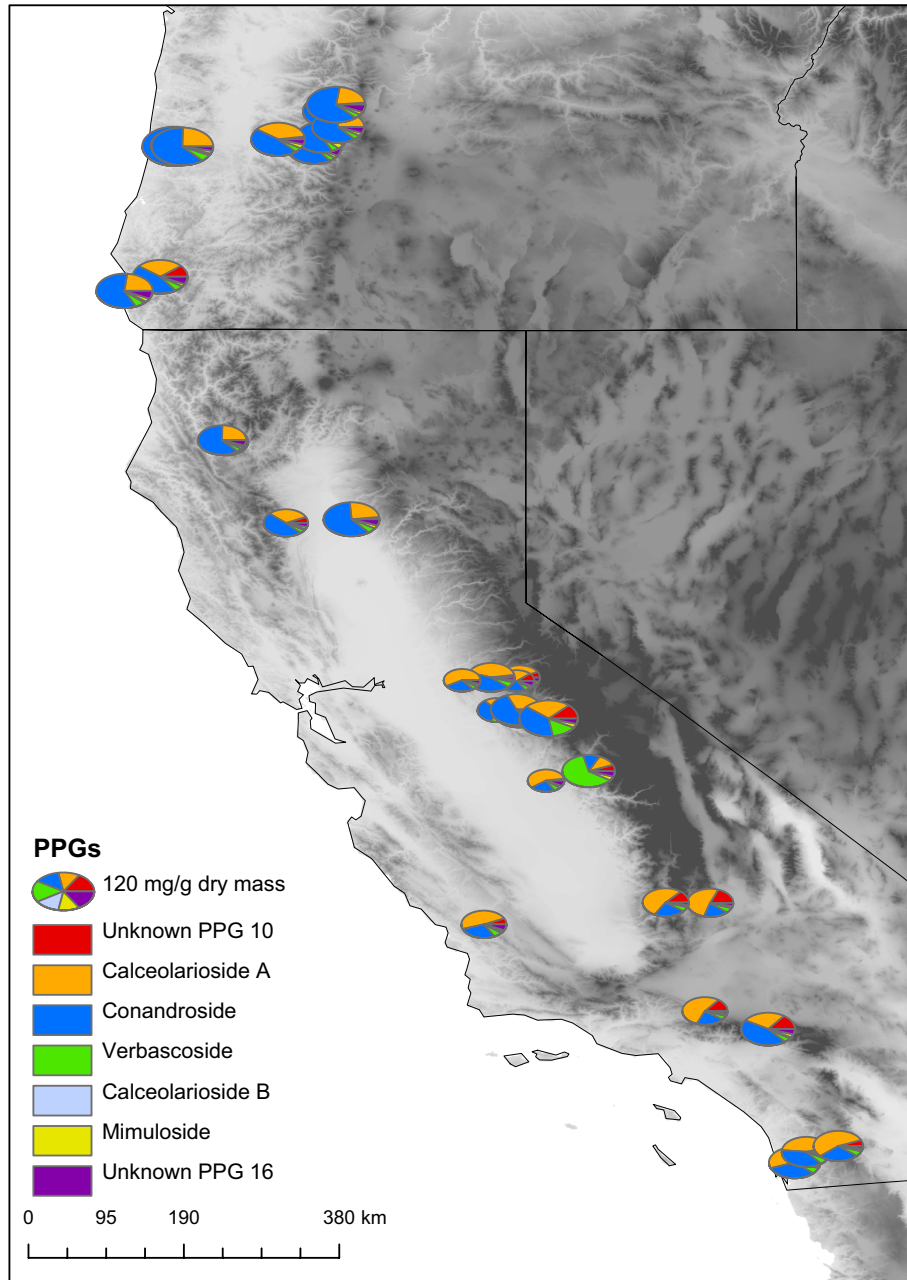 PPGs
120 mg/g dry mass
Unknown PPG 10
Calceolarioside A
Conandroside
Verbascoside
Calceolarioside B
Mimuloside
Unknown PPG 16
0 95 190 380 km